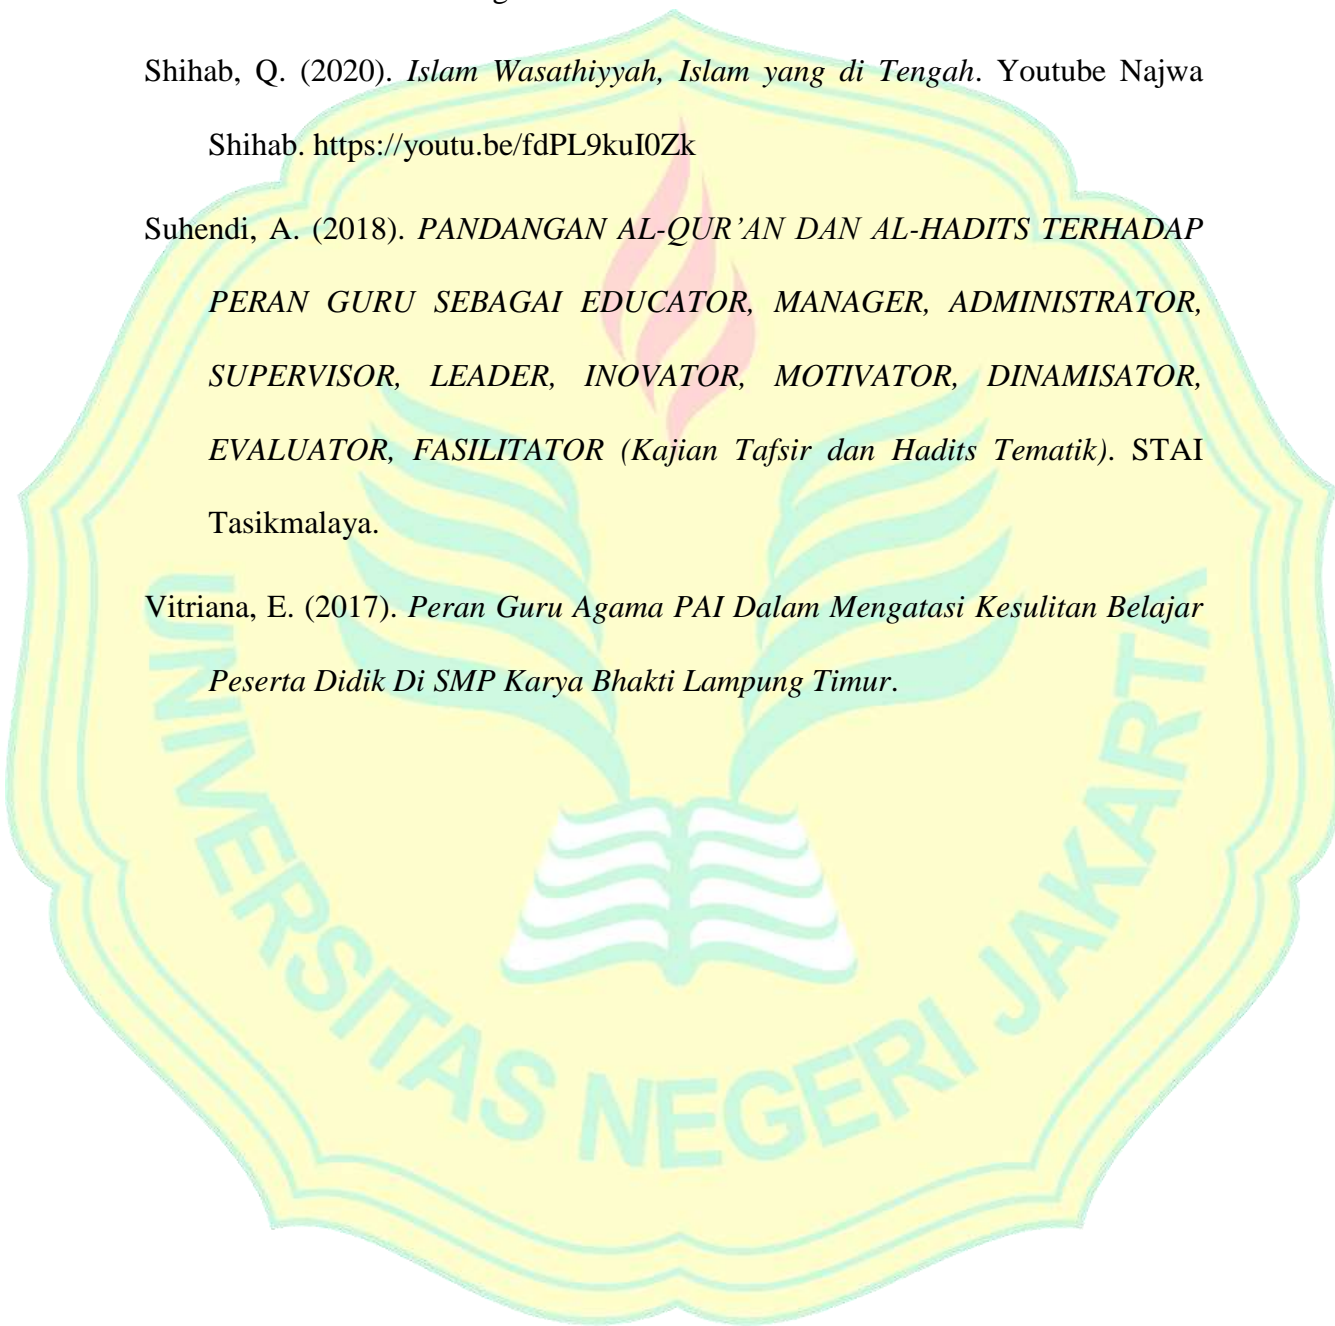 Shihab, Q. (2020). Islam Wasathiyyah, Islam yang di Tengah. Youtube Najwa
Shihab. https://youtu.be/fdPL9kuI0Zk
Suhendi, A. (2018). PANDANGAN AL-QUR’AN DAN AL-HADITS TERHADAP
PERAN GURU SEBAGAI EDUCATOR, MANAGER, ADMINISTRATOR,
SUPERVISOR, LEADER, INOVATOR, MOTIVATOR, DINAMISATOR,
EVALUATOR, FASILITATOR (Kajian Tafsir dan Hadits Tematik). STAI
Tasikmalaya.
Vitriana, E. (2017). Peran Guru Agama PAI Dalam Mengatasi Kesulitan Belajar
Peserta Didik Di SMP Karya Bhakti Lampung Timur.
UNIVERSITAS NEGERI JAKARTA